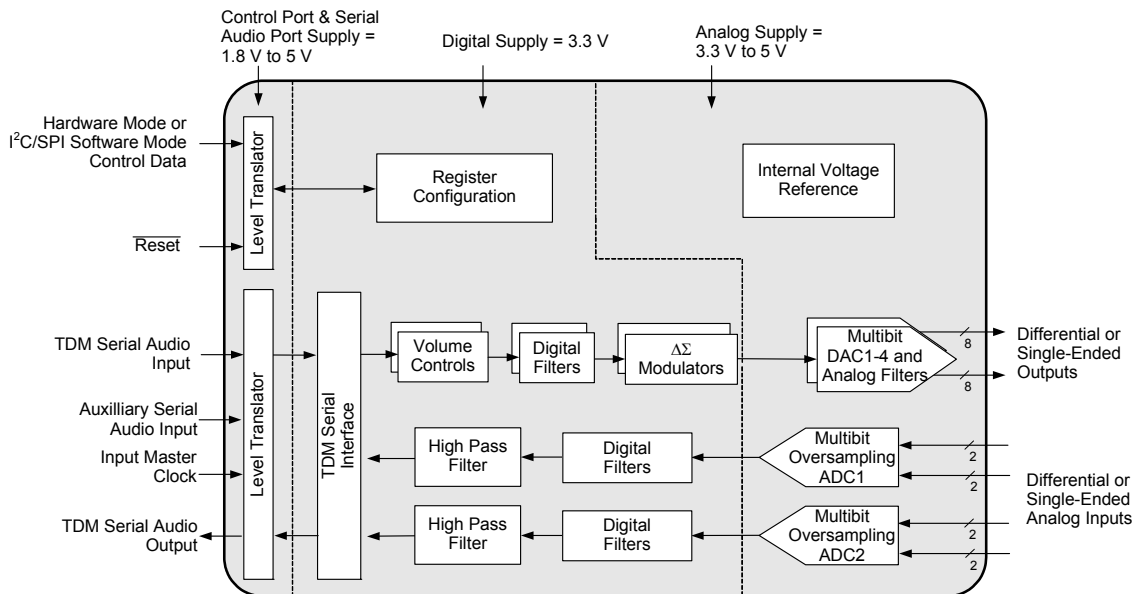 Control Port & Serial
Audio Port Supply =
1.8 V to 5 V
Digital Supply = 3.3 V
Analog Supply =
3.3 V to 5 V
Hardware Mode or
I²C/SPI Software Mode
Control Data
Reset
Level Translator
Register
Configuration
Internal Voltage
Reference
TDM Serial Audio
Input
Auxilliary Serial
Audio Input
Input Master
Clock
TDM Serial Audio
Output
Level Translator
TDM Serial
Interface
Volume
Controls
Digital
Filters
ΔΣ
Modulators
Multibit
DAC1-4 and
Analog Filters
8
8
Differential or
Single-Ended
Outputs
High Pass
Filter
Digital
Filters
Multibit
Oversampling
ADC1
2
2
High Pass
Filter
Digital
Filters
Multibit
Oversampling
ADC2
2
2
Differential or
Single-Ended
Analog Inputs